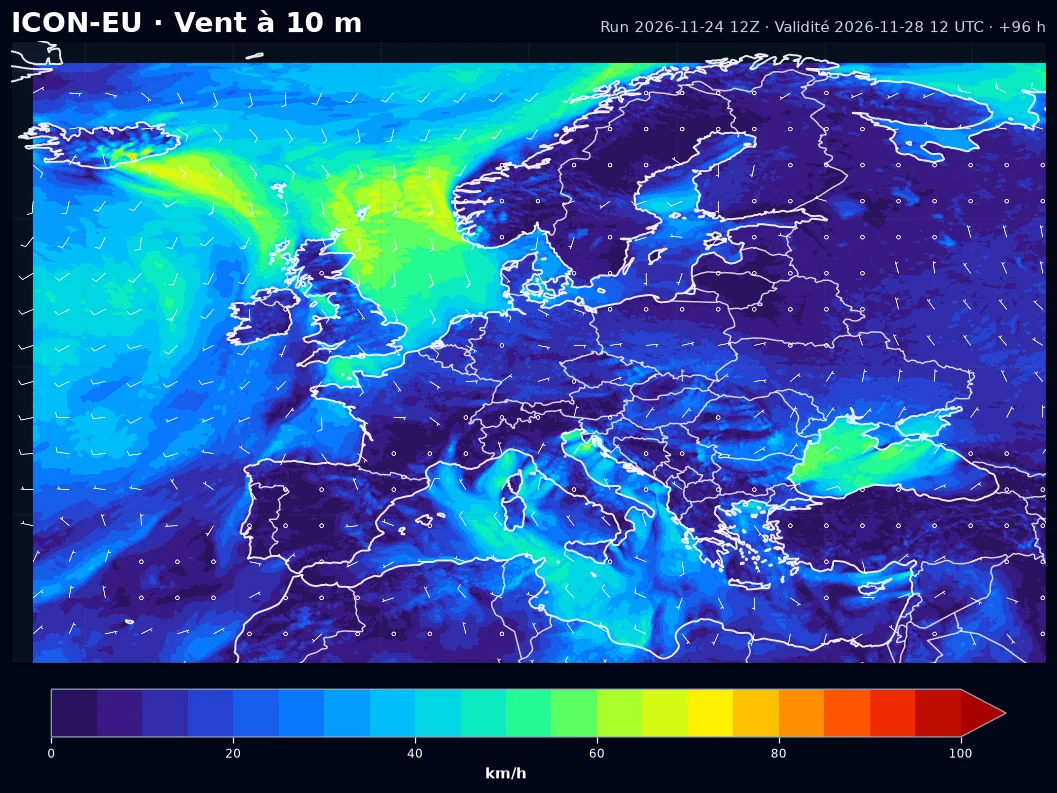 ICON-EU · Vent à 10 m
Run 2026-11-24 12Z · Validité 2026-11-28 12 UTC · +96 h
0 20 40 60 80 100
km/h